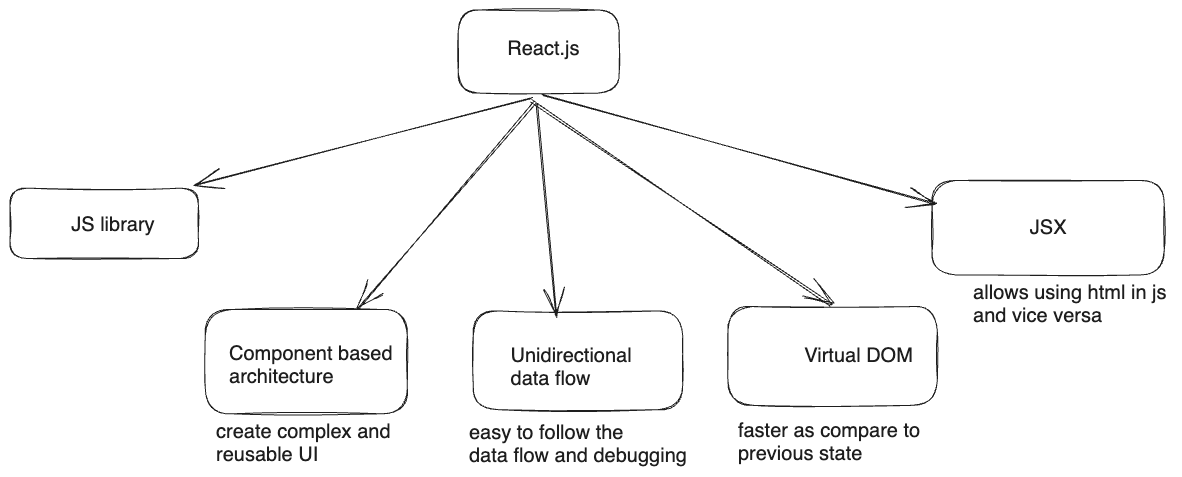 React.js
JS library
JSX
allows using html in js
and vice versa
Component based
architecture
create complex and
reusable UI
Unidirectional
data flow
easy to follow the
data flow and debugging
Virtual DOM
faster as compare to
previous state